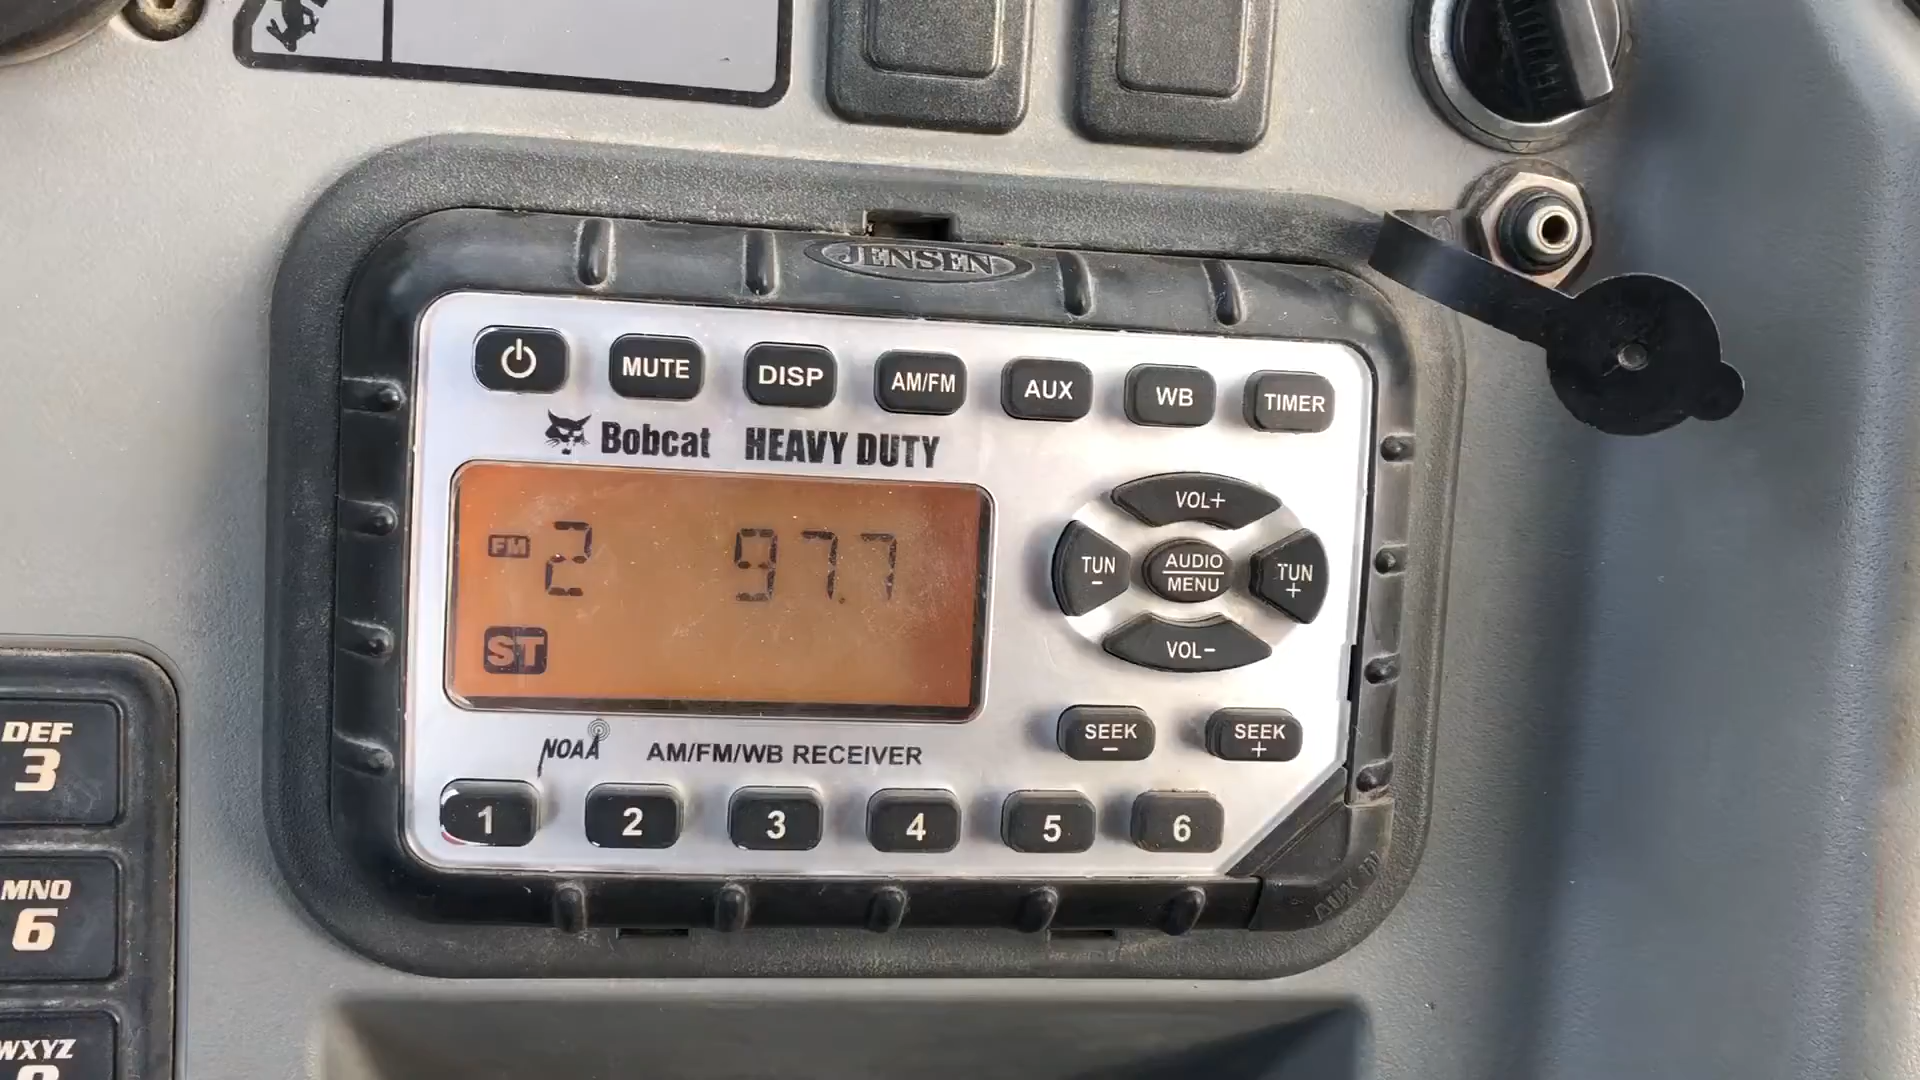 JENSEN
MUTE DISP AM/FM AUX WB TIMER
Bobcat HEAVY DUTY
VOL+
FM 2 97.7
TUN - AUDIO MENU TUN +
ST
VOL-
SEEK - SEEK +
NOAA AM/FM/WB RECEIVER
1 2 3 4 5 6
AUX IN
DEF
3
MNO
6
WXYZ